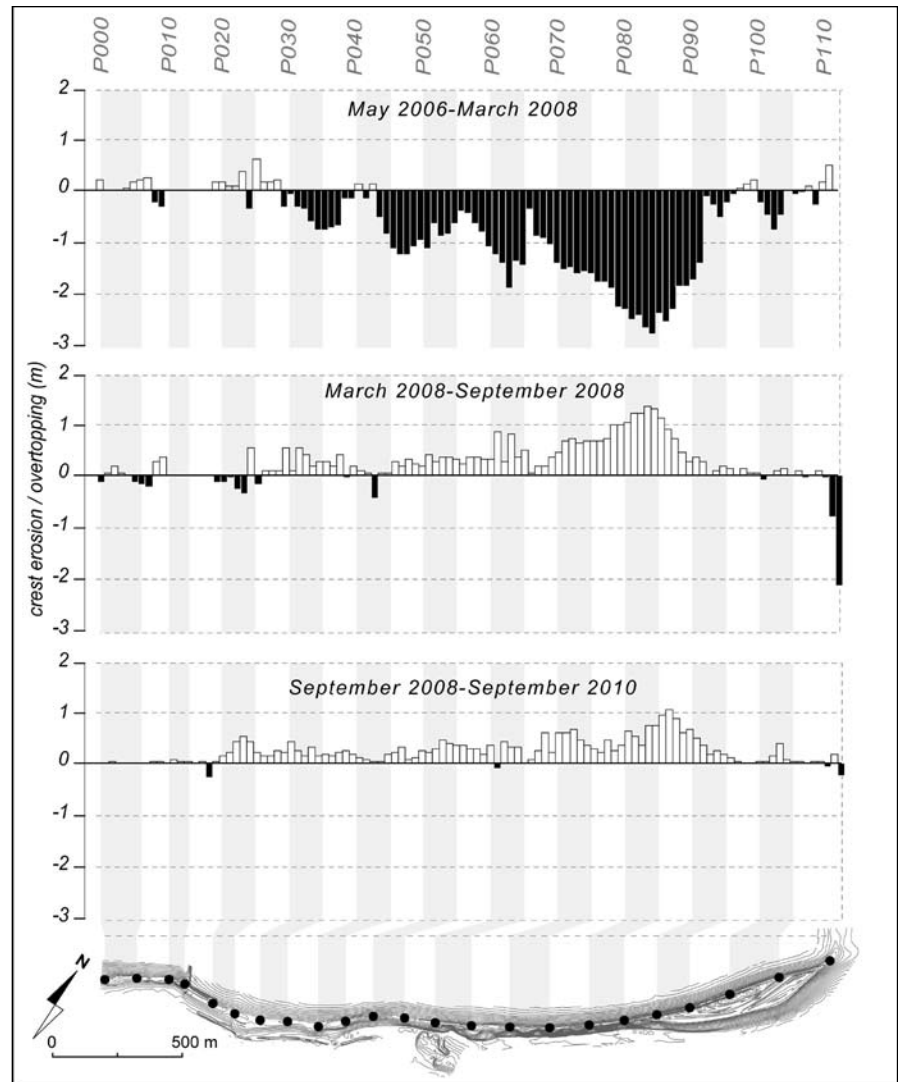 P000 P010 P020 P030 P040 P050 P060 P070 P080 P090 P100 P110
2
May 2006-March 2008
1
0
-1
-2
-3
crest erosion / overtopping (m)
2
March 2008-September 2008
1
0
-1
-2
-3
2
September 2008-September 2010
1
0
-1
-2
-3
N
0 500 m